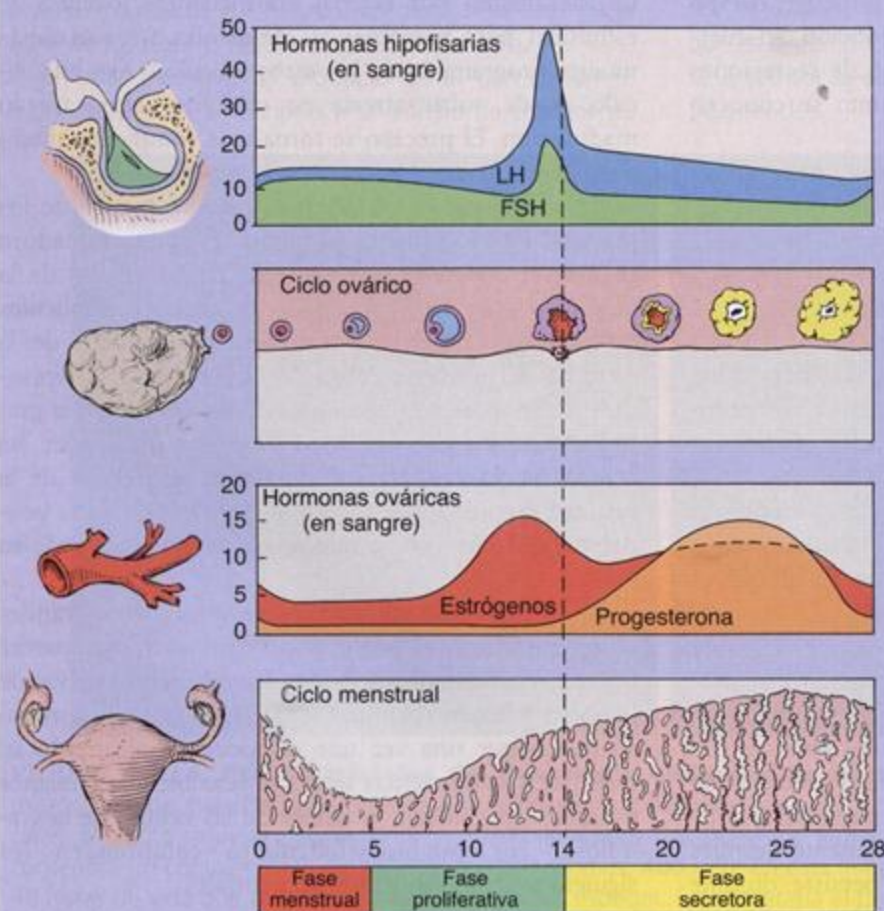 50
40
30
20
10
0
Hormonas hipofisarias
(en sangre)
LH
FSH
Ciclo ovárico
20
15
10
5
0
Hormonas ováricas
(en sangre)
Estrógenos
Progesterona
Ciclo menstrual
0 5 10 14 20 25 28
Fase
menstrual
Fase
proliferativa
Fase
secretora